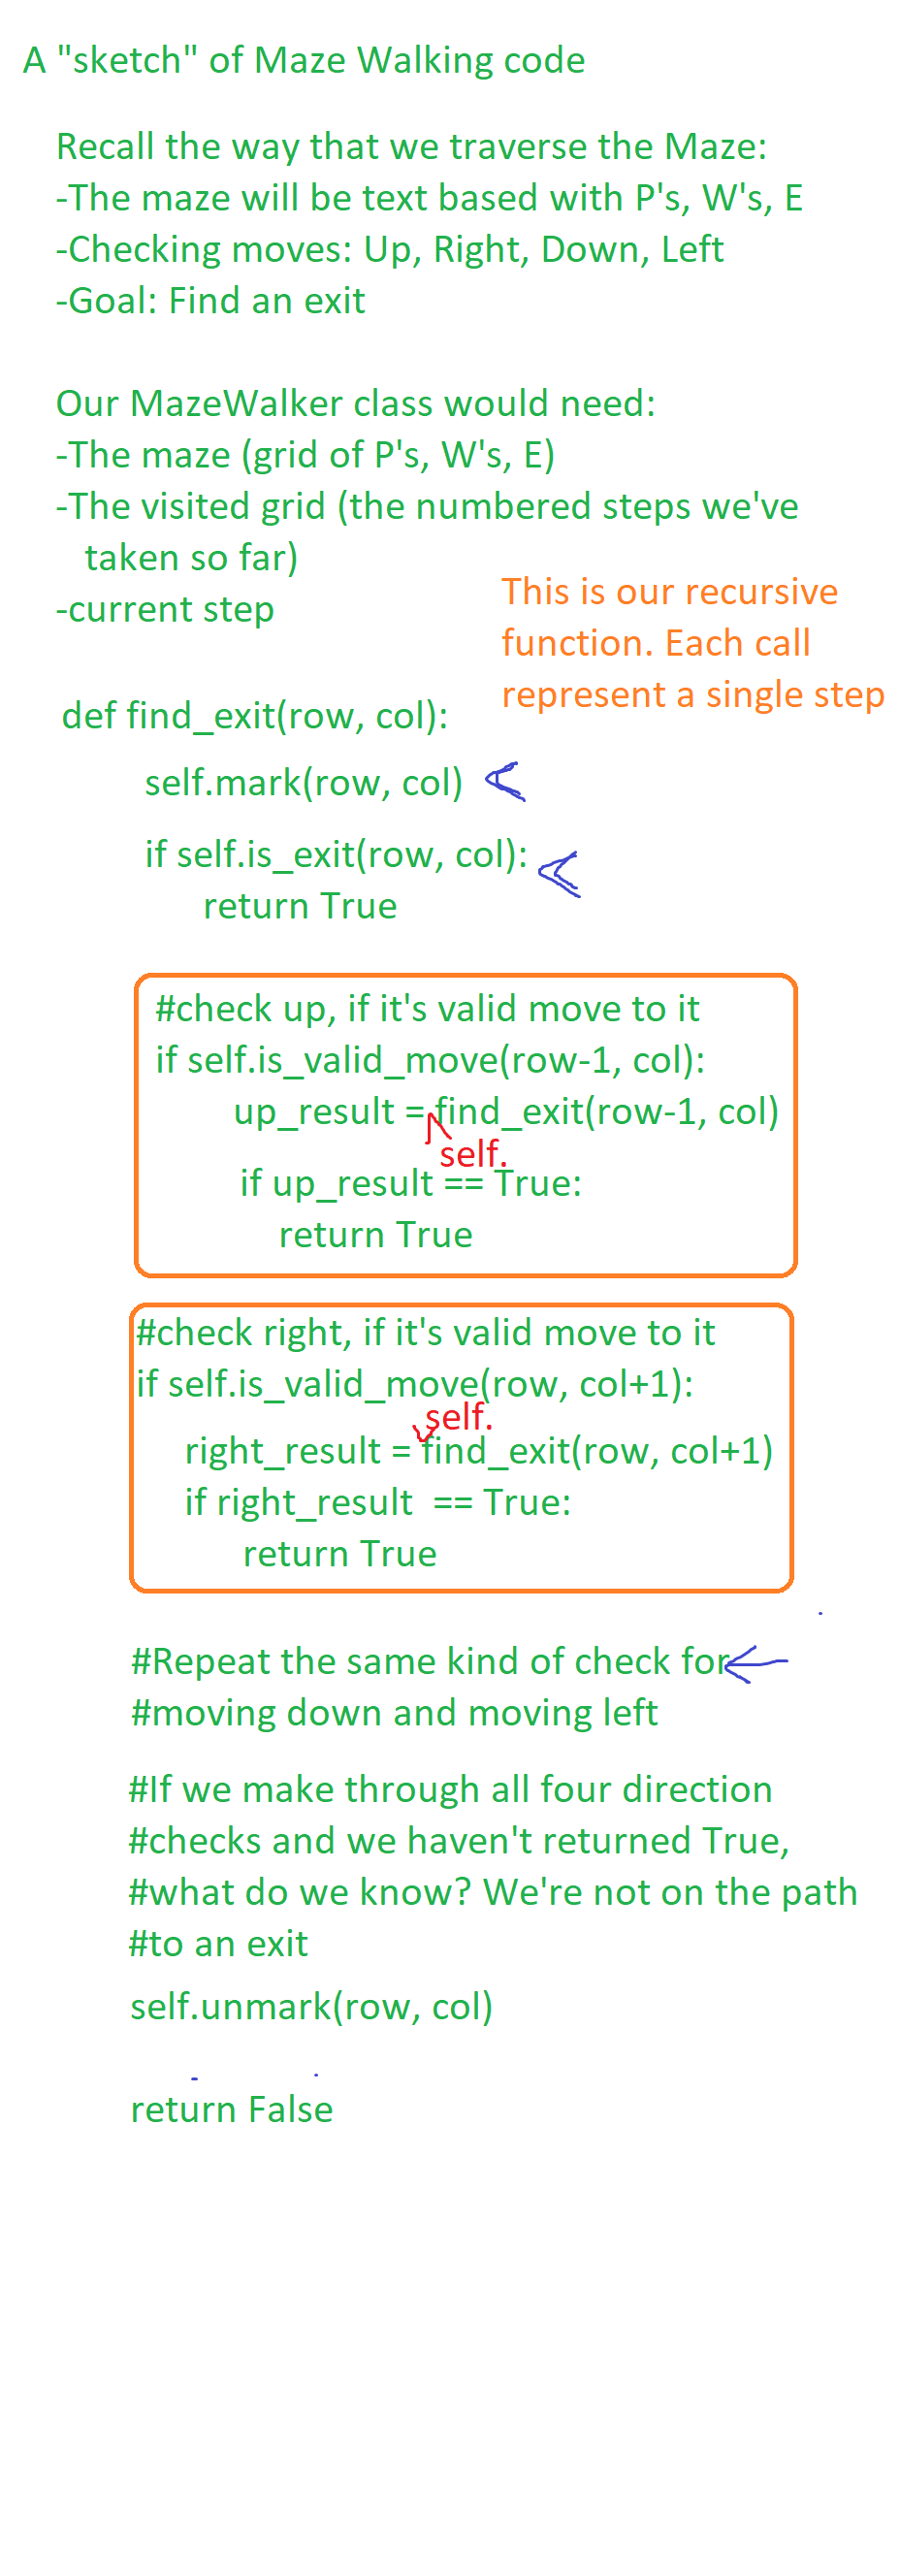 A "sketch" of Maze Walking code
Recall the way that we traverse the Maze:
-The maze will be text based with P's, W's, E
-Checking moves: Up, Right, Down, Left
-Goal: Find an exit
Our MazeWalker class would need:
-The maze (grid of P's, W's, E)
-The visited grid (the numbered steps we've
taken so far)
-current step
This is our recursive
function. Each call
represent a single step
def find_exit(row, col):
self.mark(row, col)
if self.is_exit(row, col):
return True
#check up, if it's valid move to it
if self.is_valid_move(row-1, col):
up_result = find_exit(row-1, col)
self.
if up_result == True:
return True
#check right, if it's valid move to it
if self.is_valid_move(row, col+1):
self.
right_result = find_exit(row, col+1)
if right_result == True:
return True
#Repeat the same kind of check for
#moving down and moving left
#If we make through all four direction
#checks and we haven't returned True,
#what do we know? We're not on the path
#to an exit
self.unmark(row, col)
return False